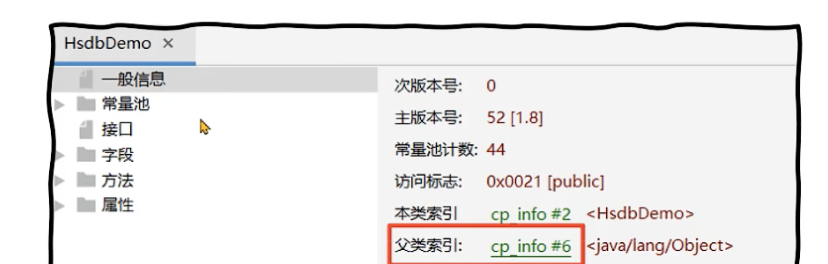 HsdbDemo ×
一般信息
常量池
接口
字段
方法
属性
次版本号: 0
主版本号: 52 [1.8]
常量池计数: 44
访问标志: 0x0021 [public]
本类索引 cp_info #2 <HsdbDemo>
父类索引: cp_info #6 <java/lang/Object>